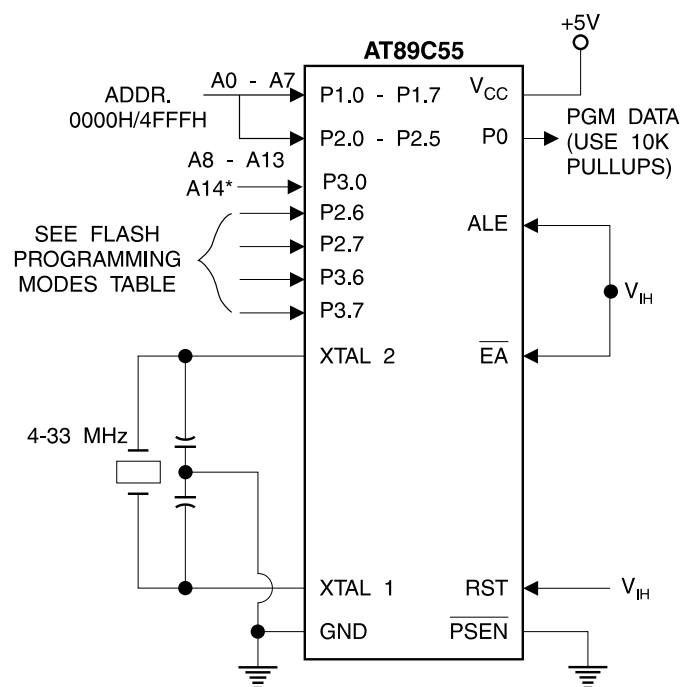 +5V
AT89C55
A0 - A7
ADDR.
0000H/4FFFH
P1.0 - P1.7
VCC
P2.0 - P2.5
P0
PGM DATA
(USE 10K
PULLUPS)
A8 - A13
A14*
P3.0
P2.6
P2.7
P3.6
P3.7
SEE FLASH
PROGRAMMING
MODES TABLE
ALE
VIH
XTAL 2
EA
4-33 MHz
XTAL 1
RST
VIH
GND
PSEN